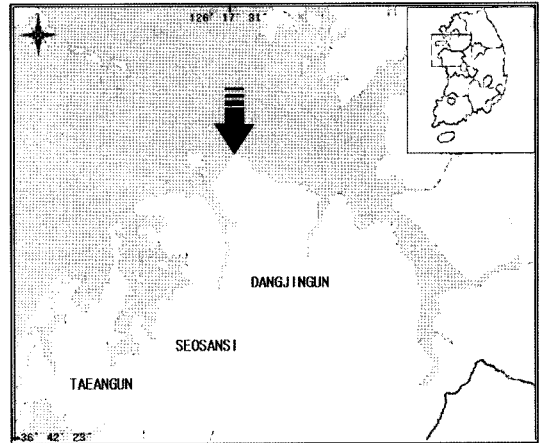 126° 17' 31"
DANGJINGUN
SEOSANSI
TAEANGUN
36° 42' 23"